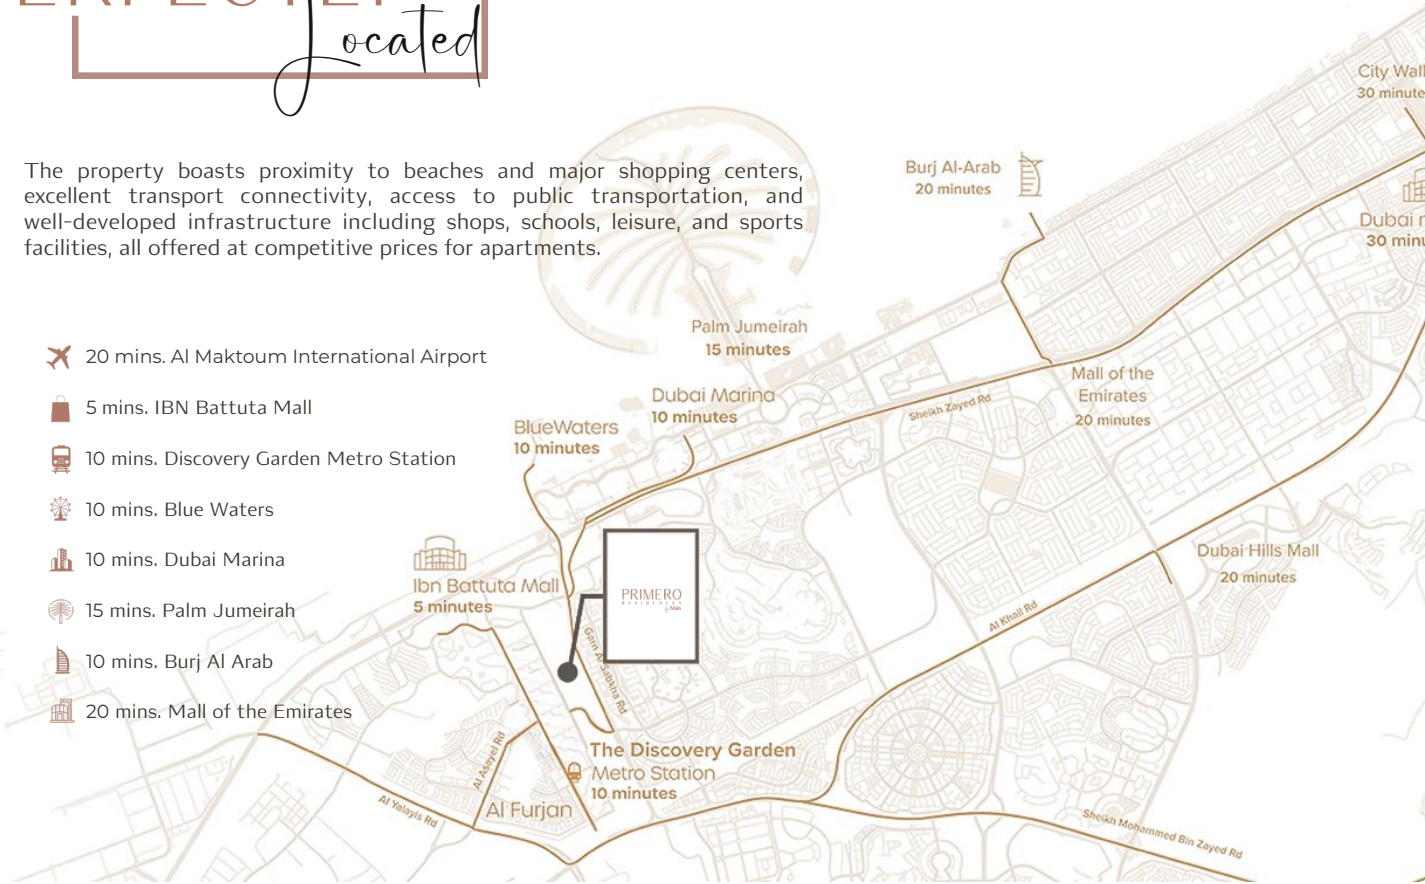 Located
The property boasts proximity to beaches and major shopping centers,
excellent transport connectivity, access to public transportation, and
well-developed infrastructure including shops, schools, leisure, and sports
facilities, all offered at competitive prices for apartments.
20 mins. Al Maktoum International Airport
5 mins. IBN Battuta Mall
10 mins. Discovery Garden Metro Station
10 mins. Blue Waters
10 mins. Dubai Marina
15 mins. Palm Jumeirah
10 mins. Burj Al Arab
20 mins. Mall of the Emirates
City Wal
30 minute
Burj Al-Arab
20 minutes
Dubai
30 minu
Palm Jumeirah
15 minutes
Dubai Marina
10 minutes
BlueWaters
10 minutes
Sheikh Zayed Rd
Mall of the
Emirates
20 minutes
Ibn Battuta Mall
5 minutes
PRIMERO
RESIDENCES
Garn Al Sabkha Rd
Dubai Hills Mall
20 minutes
Al Khail Rd
The Discovery Garden
Metro Station
10 minutes
Al Asayel Rd
Al Furjan
Al Yalayis Rd
Sheikh Mohammed Bin Zayed Rd